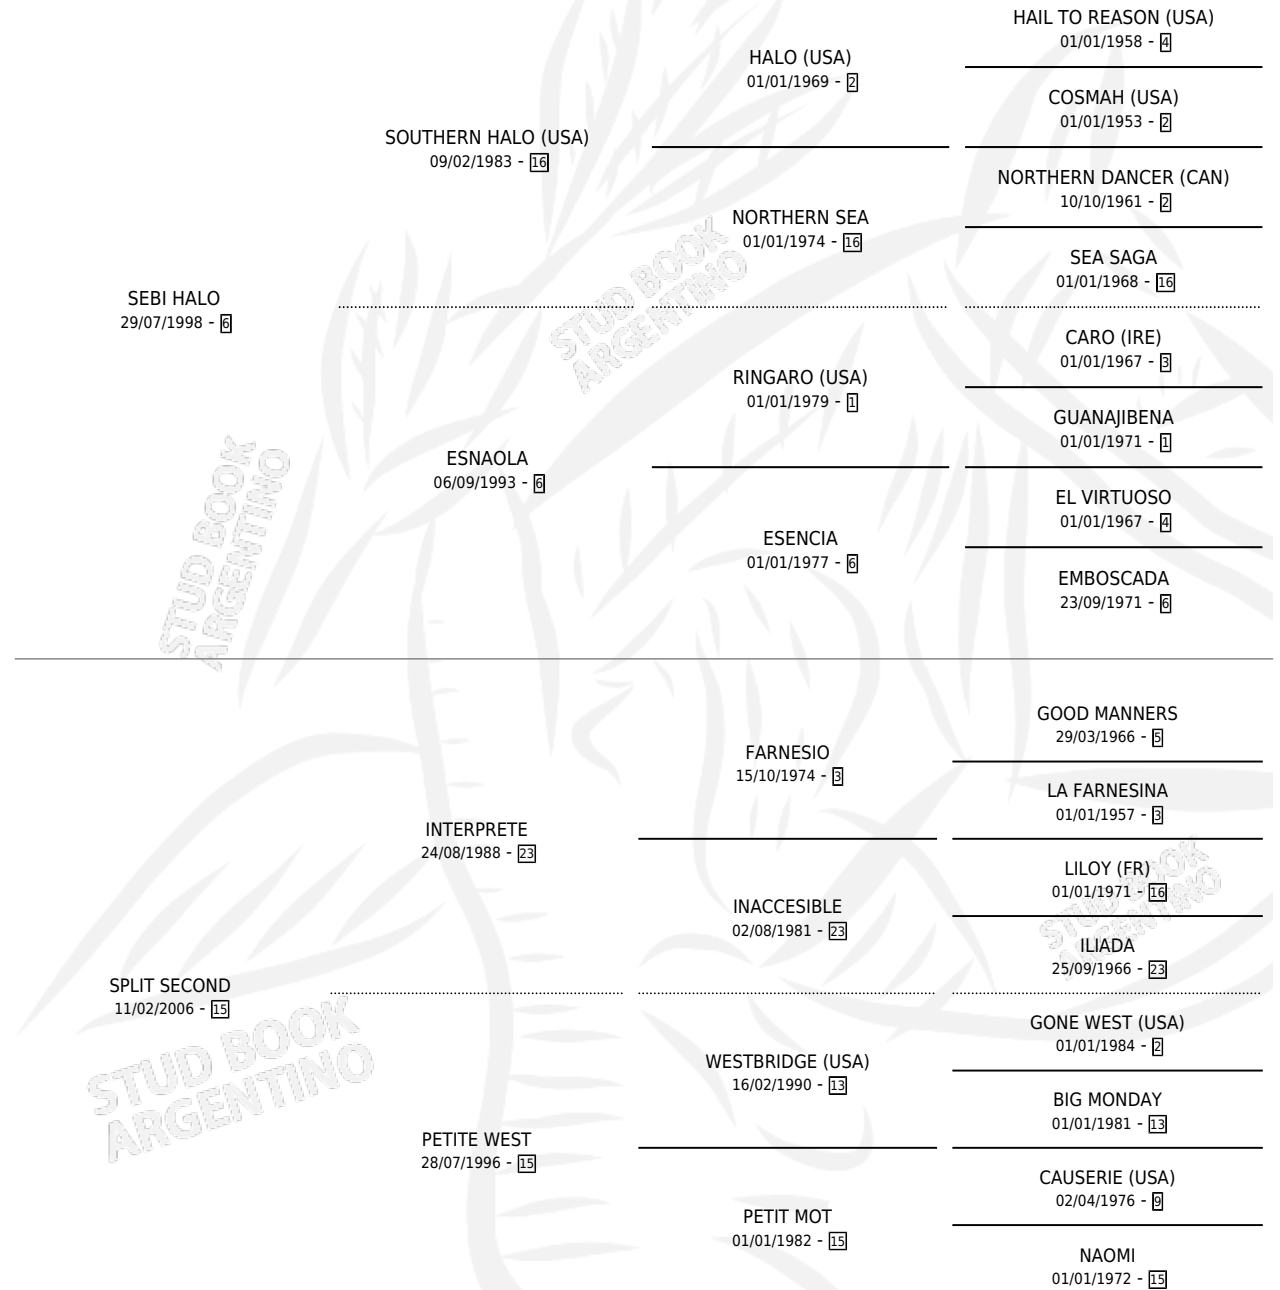 HAIL TO REASON (USA)
01/01/1958 - 4
HALO (USA)
01/01/1969 - 2
COSMAH (USA)
01/01/1953 - 2
SOUTHERN HALO (USA)
09/02/1983 - 16
NORTHERN DANCER (CAN)
10/10/1961 - 2
NORTHERN SEA
01/01/1974 - 16
SEA SAGA
01/01/1968 - 16
SEBI HALO
29/07/1998 - 6
CARO (IRE)
01/01/1967 - 3
RINGARO (USA)
01/01/1979 - 1
GUANAJIBENA
01/01/1971 - 1
ESNAOLA
06/09/1993 - 6
EL VIRTUOSO
01/01/1967 - 4
ESENCIA
01/01/1977 - 6
EMBOSCADA
23/09/1971 - 6
GOOD MANNERS
29/03/1966 - 5
FARNESIO
15/10/1974 - 3
LA FARNESINA
01/01/1957 - 3
INTERPRETE
24/08/1988 - 23
LILOY (FR)
01/01/1971 - 16
INACCESIBLE
02/08/1981 - 23
ILIADA
25/09/1966 - 23
SPLIT SECOND
11/02/2006 - 15
GONE WEST (USA)
01/01/1984 - 2
WESTBRIDGE (USA)
16/02/1990 - 13
BIG MONDAY
01/01/1981 - 13
PETITE WEST
28/07/1996 - 15
CAUSERIE (USA)
02/04/1976 - 9
PETIT MOT
01/01/1982 - 15
NAOMI
01/01/1972 - 15
STUD BOOK
ARGENTINO
STUD BOOK
ARGENTINO
STUD BOOK
ARGENTINO
STUD BOOK
ARGENTINO